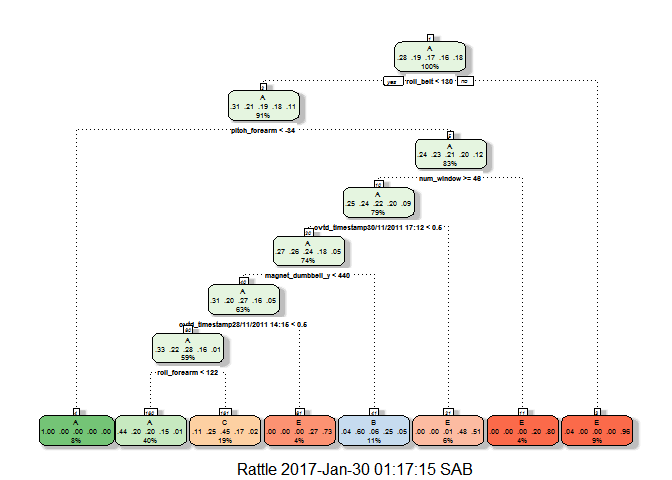 1
A
.28 .19 .17 .16 .18
100%
yes roll_belt < 130 no
2
A
.31 .21 .19 .18 .11
91%
pitch_forearm < -34
5
A
.24 .23 .21 .20 .12
83%
num_window >= 46
10
A
.25 .24 .22 .20 .09
79%
cvtd_timestamp30/11/2011 17:12 < 0.5
20
A
.27 .26 .24 .18 .05
74%
magnet_dumbbell_y < 440
40
A
.31 .20 .27 .16 .05
63%
cvtd_timestamp28/11/2011 14:15 < 0.5
80
A
.33 .22 .28 .16 .01
59%
roll_forearm < 122
4 160 161 81 41 21 11 3
A A C E B E E E
1.00 .00 .00 .00 .00 .44 .20 .20 .15 .01 .11 .25 .45 .17 .02 .00 .00 .00 .27 .73 .04 .60 .06 .25 .05 .00 .00 .01 .48 .51 .00 .00 .00 .20 .80 .04 .00 .00 .00 .96
8% 40% 19% 4% 11% 6% 4% 9%
Rattle 2017-Jan-30 01:17:15 SAB